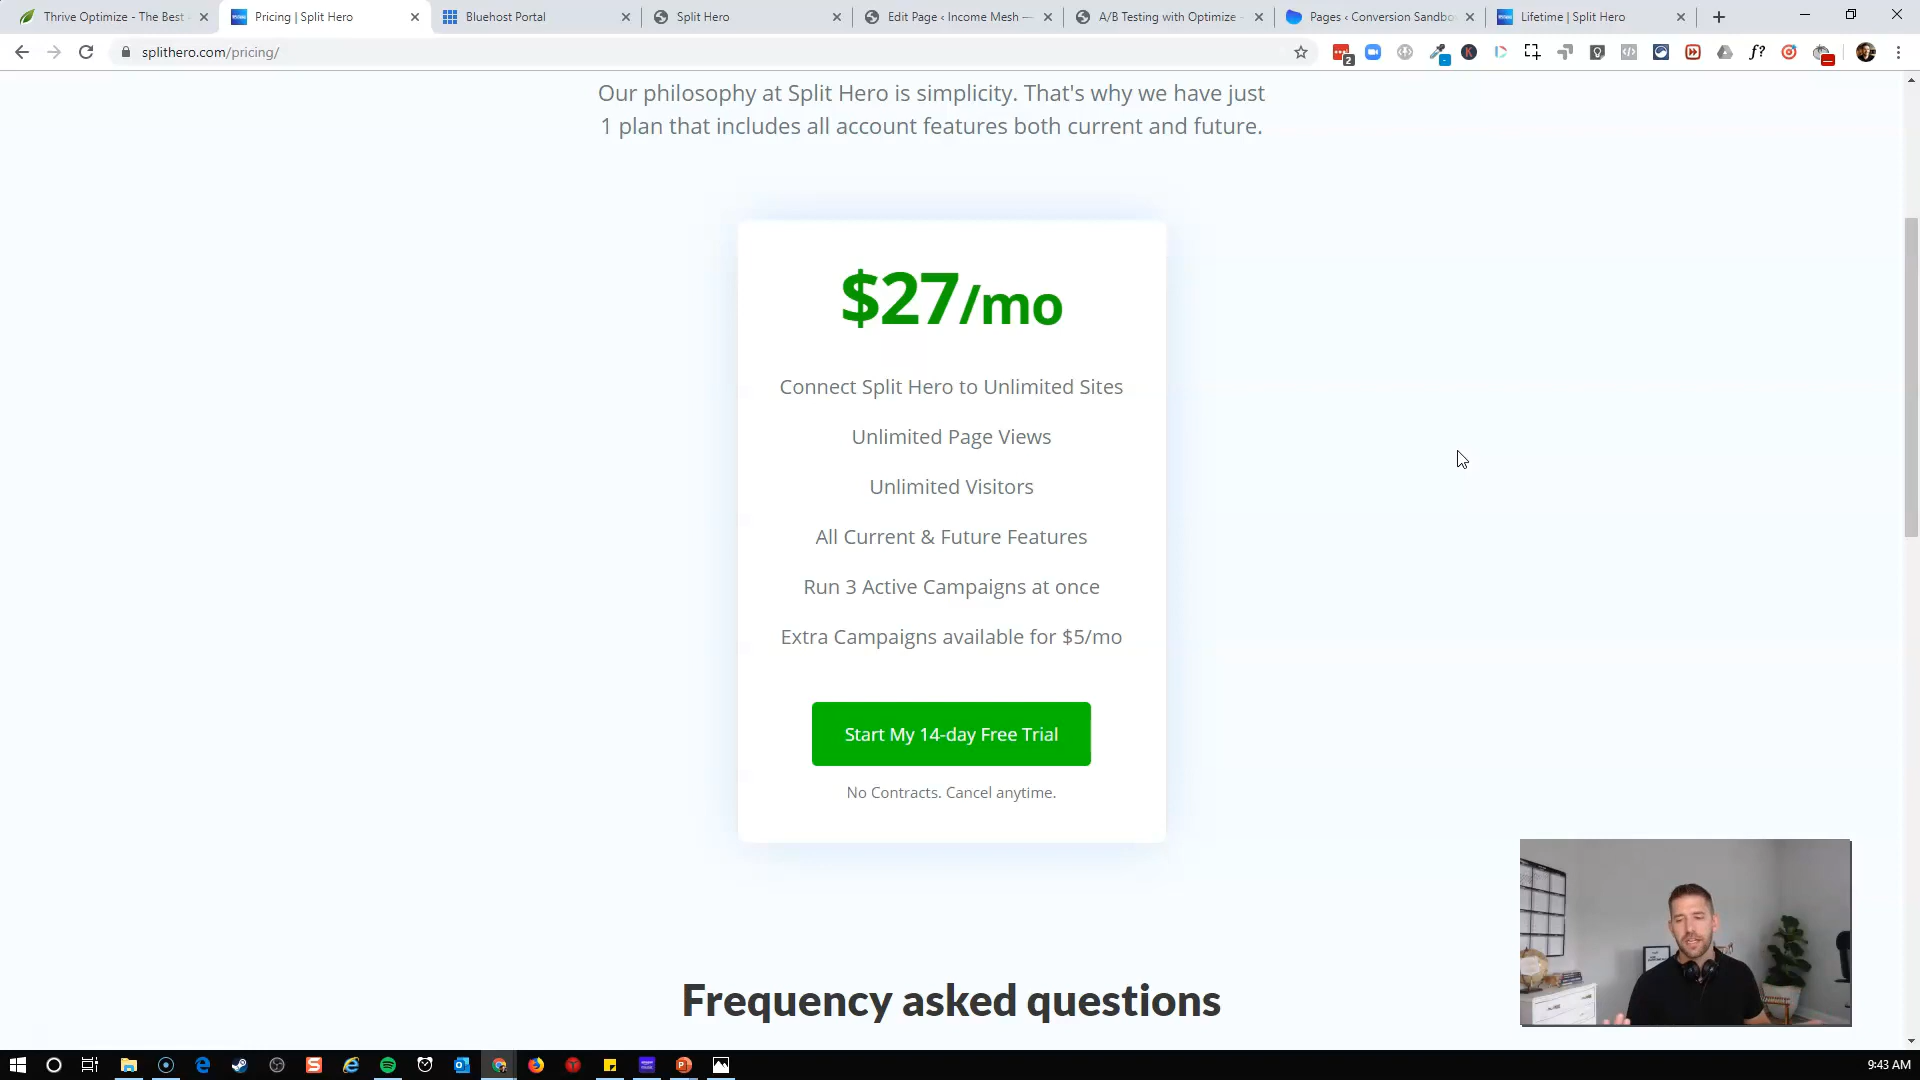 Thrive Optimize - The Best
Pricing | Split Hero
Bluehost Portal
Split Hero
Edit Page ‹ Income Mesh —
A/B Testing with Optimize -
Pages ‹ Conversion Sandbo
Lifetime | Split Hero
splithero.com/pricing/
Our philosophy at Split Hero is simplicity. That's why we have just
1 plan that includes all account features both current and future.
$27/mo
Connect Split Hero to Unlimited Sites
Unlimited Page Views
Unlimited Visitors
All Current & Future Features
Run 3 Active Campaigns at once
Extra Campaigns available for $5/mo
Start My 14-day Free Trial
No Contracts. Cancel anytime.
Frequency asked questions
9:43 AM